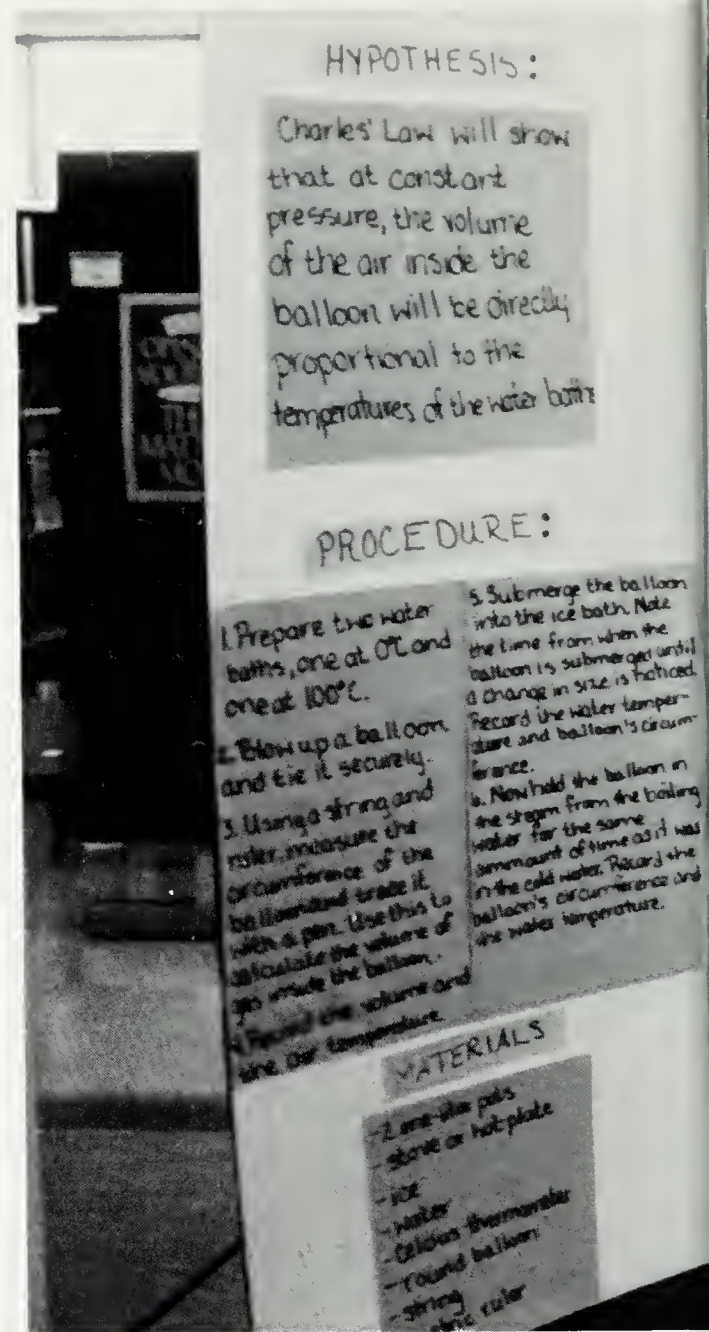 HYPOTHESIS:
Charles' Law will show
that at constant
pressure, the volume
of the air inside the
balloon will be directly
proportional to the
temperatures of the water baths
PROCEDURE:
1. Prepare two water
baths, one at 0°C and
one at 100°C.
2. Blow up a balloon
and tie it securely.
3. Using a string and
ruler, measure the
circumference of the
balloon and trace it
with a pen. Use this to
calculate the volume of
gas inside the balloon.
4. Record the volume and
the air temperature.
5. Submerge the balloon
into the ice bath. Note
the time from when the
balloon is submerged until
a change in size is noticed.
Record the water temper-
ature and balloon's circum-
ference.
6. Now hold the balloon in
the steam from the boiling
water for the same
ammount of time as it was
in the cold water. Record the
balloon's circumference and
the water temperature.
MATERIALS
- 2 one-liter pots
- stove or hot-plate
- ice
- water
- Celsius thermometer
- round balloon
- string
ruler